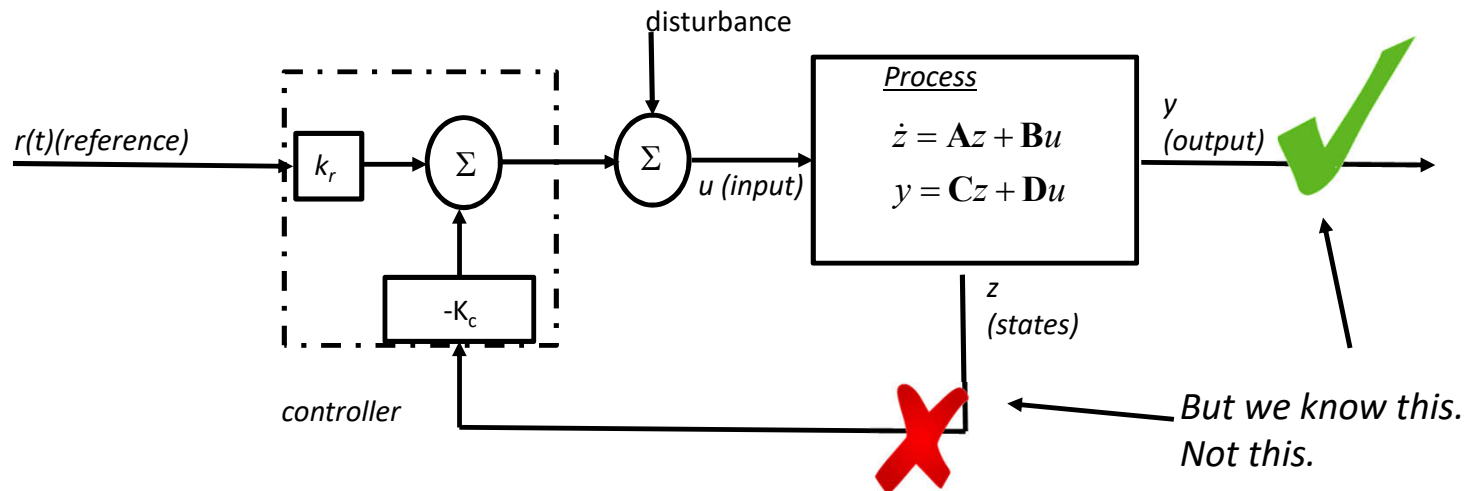 disturbance
r(t)(reference)
k_r
Σ
Σ
u (input)
Process
ż = Az + Bu
y = Cz + Du
y
(output)
-K_c
z
(states)
controller
But we know this.
Not this.